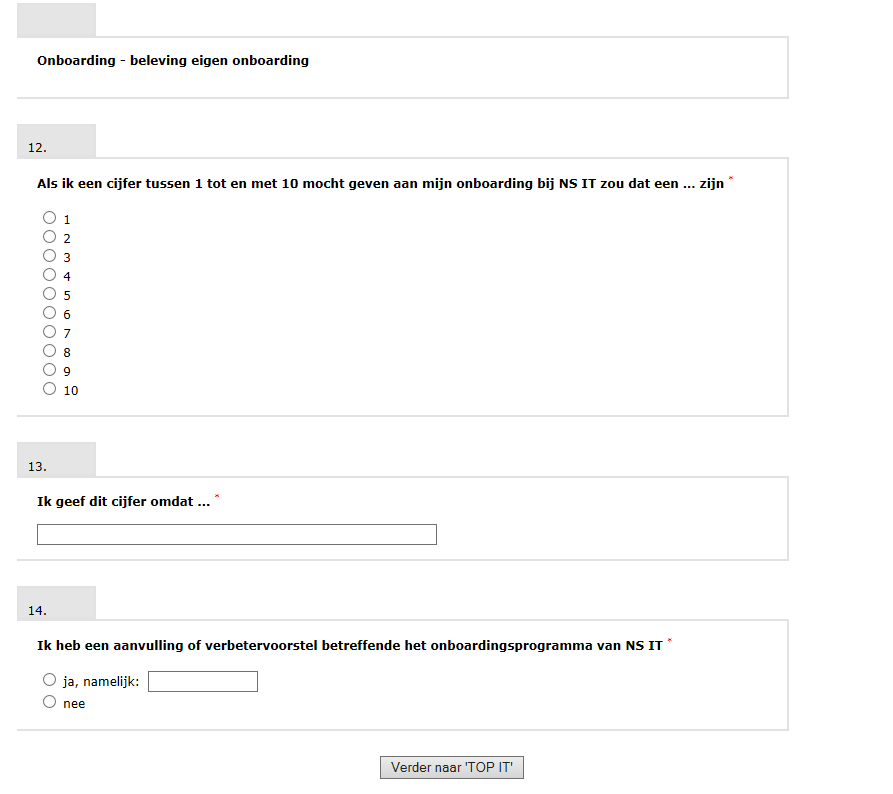 Onboarding - beleving eigen onboarding
12.
Als ik een cijfer tussen 1 tot en met 10 mocht geven aan mijn onboarding bij NS IT zou dat een ... zijn *
1
2
3
4
5
6
7
8
9
10
13.
Ik geef dit cijfer omdat ... *
14.
Ik heb een aanvulling of verbetervoorstel betreffende het onboardingsprogramma van NS IT *
ja, namelijk:
nee
Verder naar 'TOP IT'